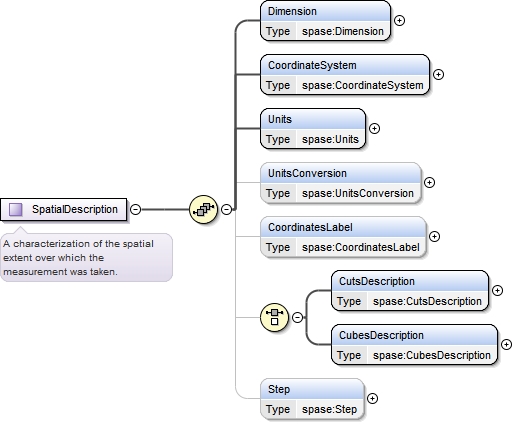 Dimension
Type spase:Dimension
CoordinateSystem
Type spase:CoordinateSystem
Units
Type spase:Units
UnitsConversion
Type spase:UnitsConversion
SpatialDescription
A characterization of the spatial
extent over which the
measurement was taken.
CoordinatesLabel
Type spase:CoordinatesLabel
CutsDescription
Type spase:CutsDescription
CubesDescription
Type spase:CubesDescription
Step
Type spase:Step